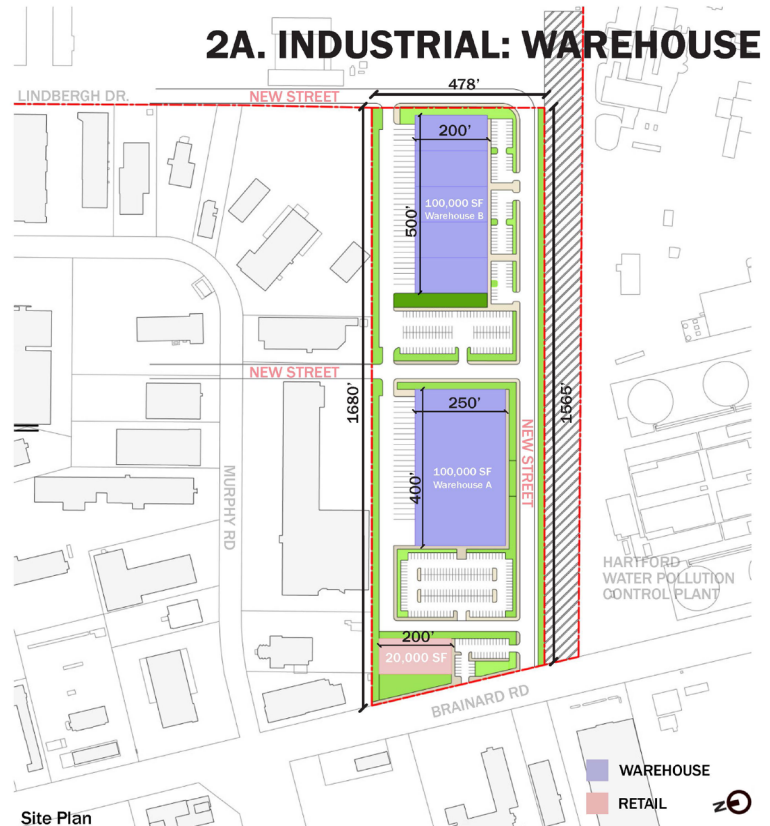 2A. INDUSTRIAL: WAREHOUSE
478'
LINDBERGH DR.
NEW STREET
200'
100,000 SF
Warehouse B
500'
NEW STREET
1680'
1565'
250'
NEW STREET
100,000 SF
Warehouse A
400'
MURPHY RD
HARTFORD
WATER POLLUTION
CONTROL PLANT
200'
20,000 SF
BRAINARD RD
WAREHOUSE
RETAIL
N
Site Plan